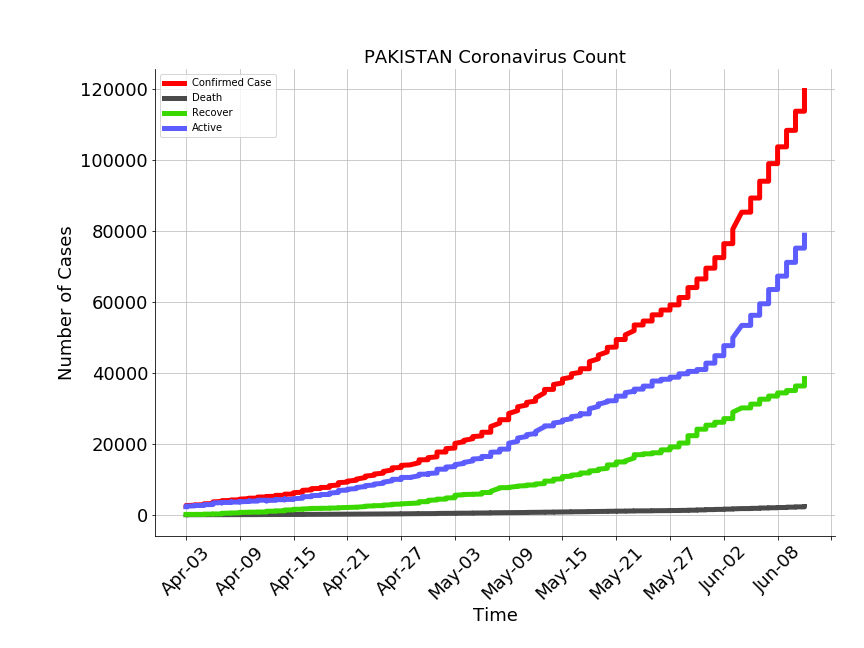 PAKISTAN Coronavirus Count
Confirmed Case
Death
Recover
Active
120000
100000
80000
60000
40000
20000
0
Number of Cases
Apr-03
Apr-09
Apr-15
Apr-21
Apr-27
May-03
May-09
May-15
May-21
May-27
Jun-02
Jun-08
Time